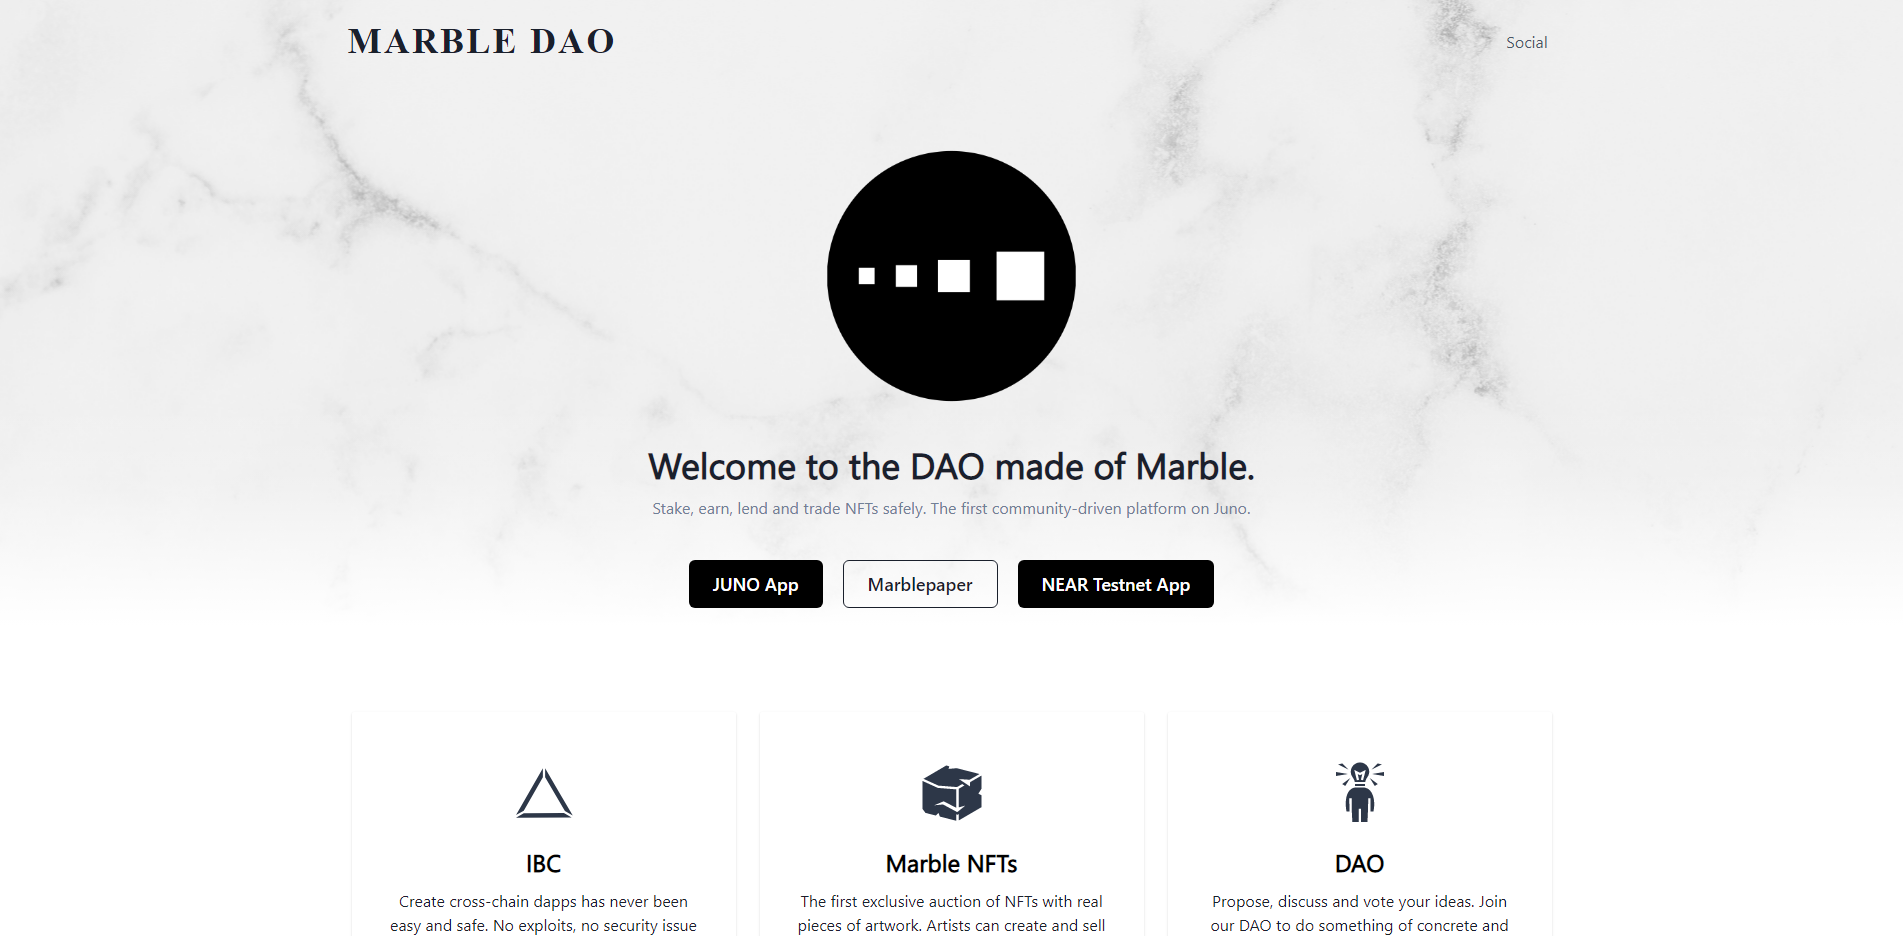 MARBLE DAO
Social
Welcome to the DAO made of Marble.
Stake, earn, lend and trade NFTs safely. The first community-driven platform on Juno.
JUNO App
Marblepaper
NEAR Testnet App
IBC
Create cross-chain dapps has never been
easy and safe. No exploits, no security issue
Marble NFTs
The first exclusive auction of NFTs with real
pieces of artwork. Artists can create and sell
DAO
Propose, discuss and vote your ideas. Join
our DAO to do something of concrete and